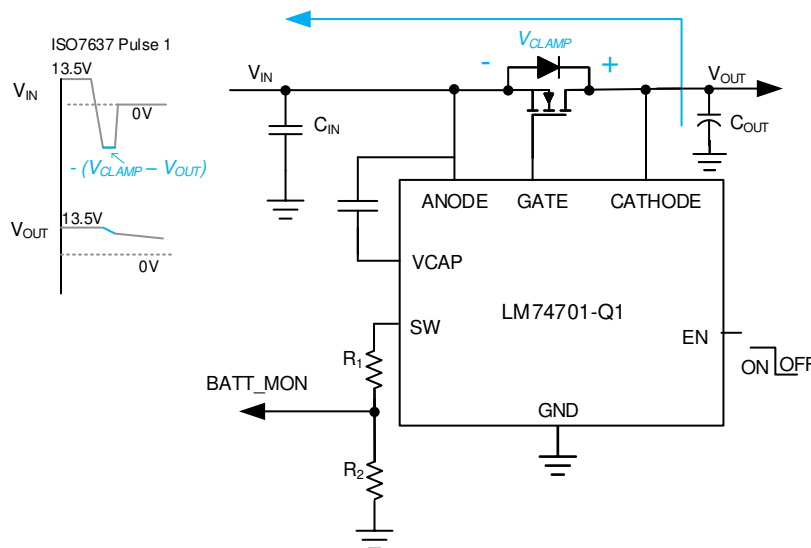 ISO7637 Pulse 1
13.5V
V_IN
0V
- (V_CLAMP – V_OUT)
V_OUT
13.5V
0V
V_IN
- V_CLAMP +
V_OUT
C_IN
C_OUT
ANODE GATE CATHODE
VCAP
LM74701-Q1
SW
EN
ON OFF
R_1
BATT_MON
GND
R_2